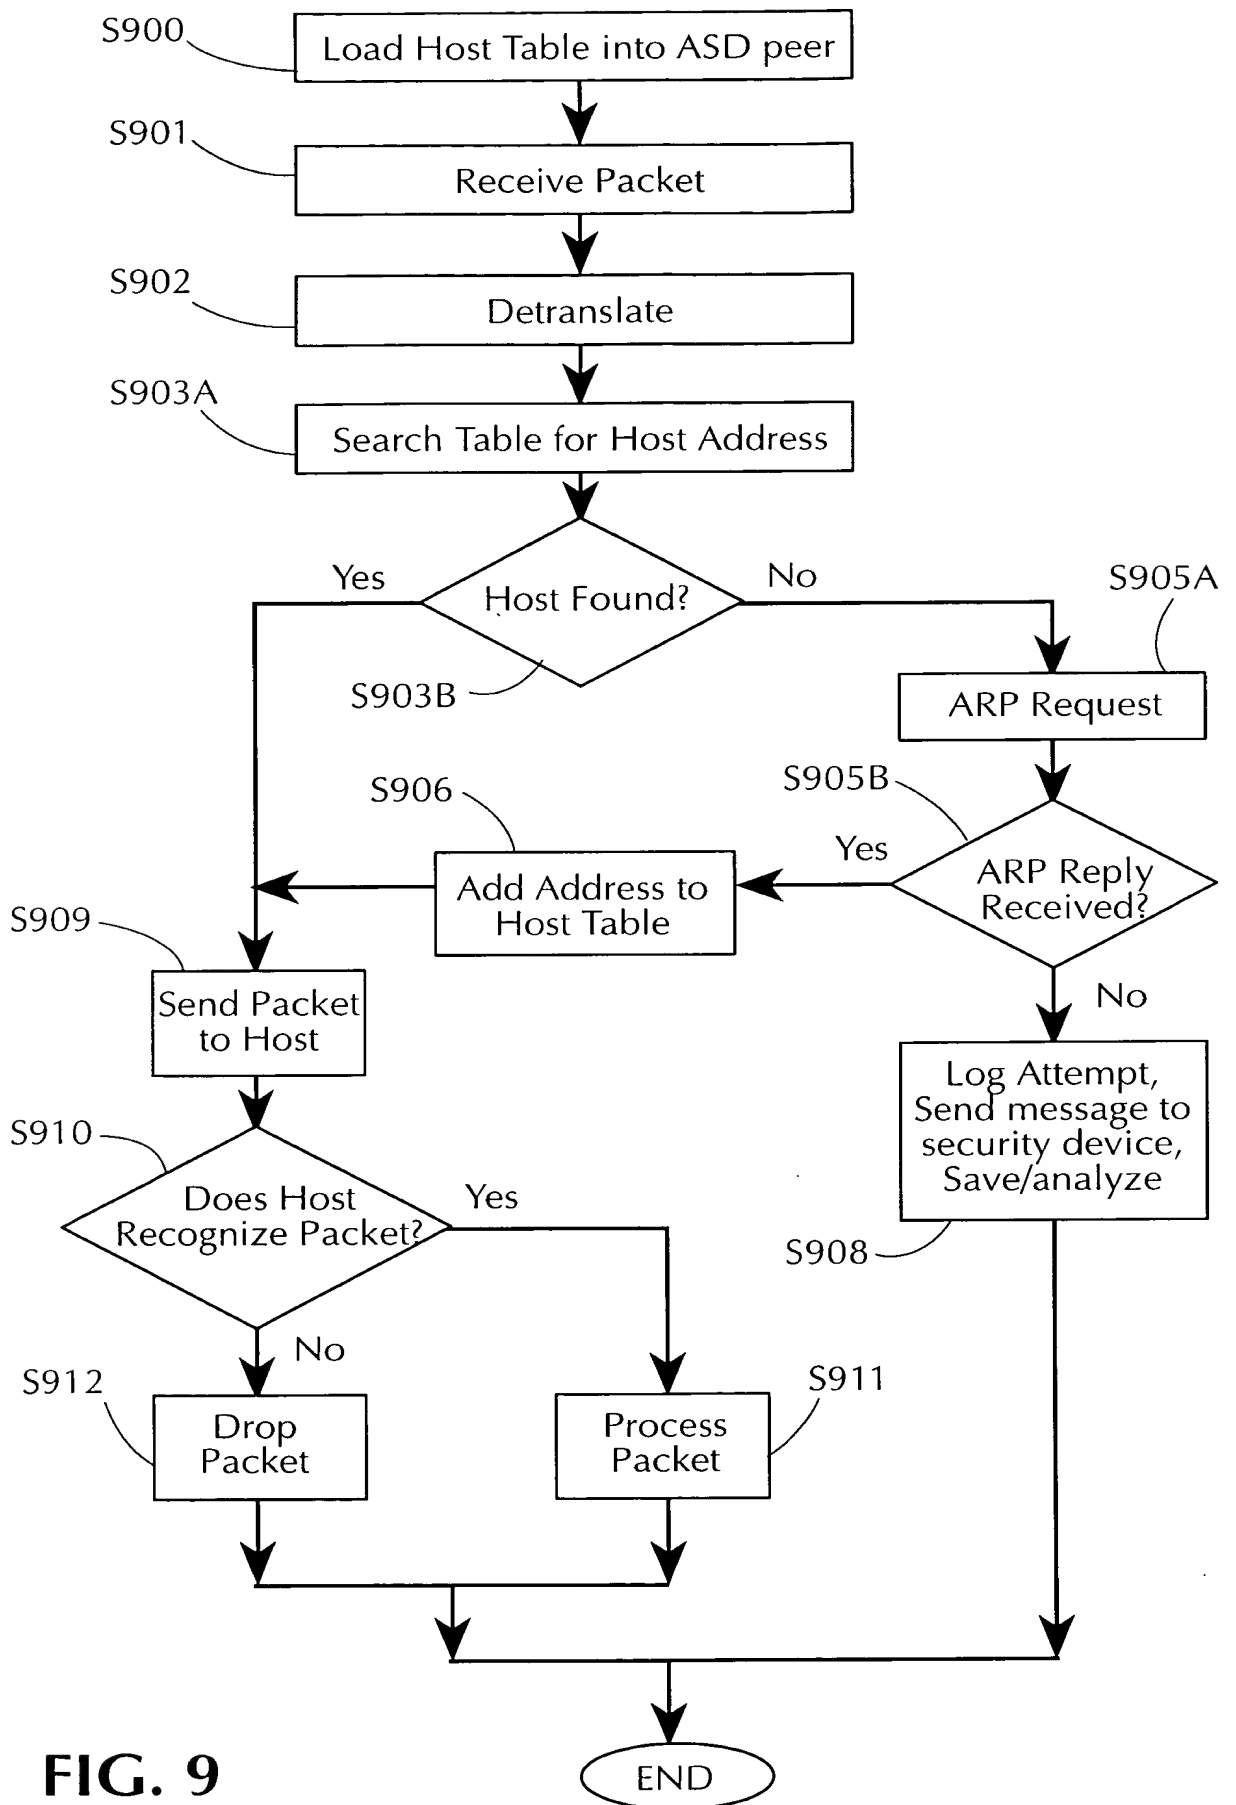 S900
Load Host Table into ASD peer
S901
Receive Packet
S902
Detranslate
S903A
Search Table for Host Address
Yes
Host Found?
No
S903B
S905A
ARP Request
S905B
S906
Yes
ARP Reply
Received?
Add Address to
Host Table
No
S909
Send Packet
to Host
Log Attempt,
Send message to
security device,
Save/analyze
S908
S910
Does Host
Recognize Packet?
Yes
No
S912
Drop
Packet
S911
Process
Packet
END
FIG. 9